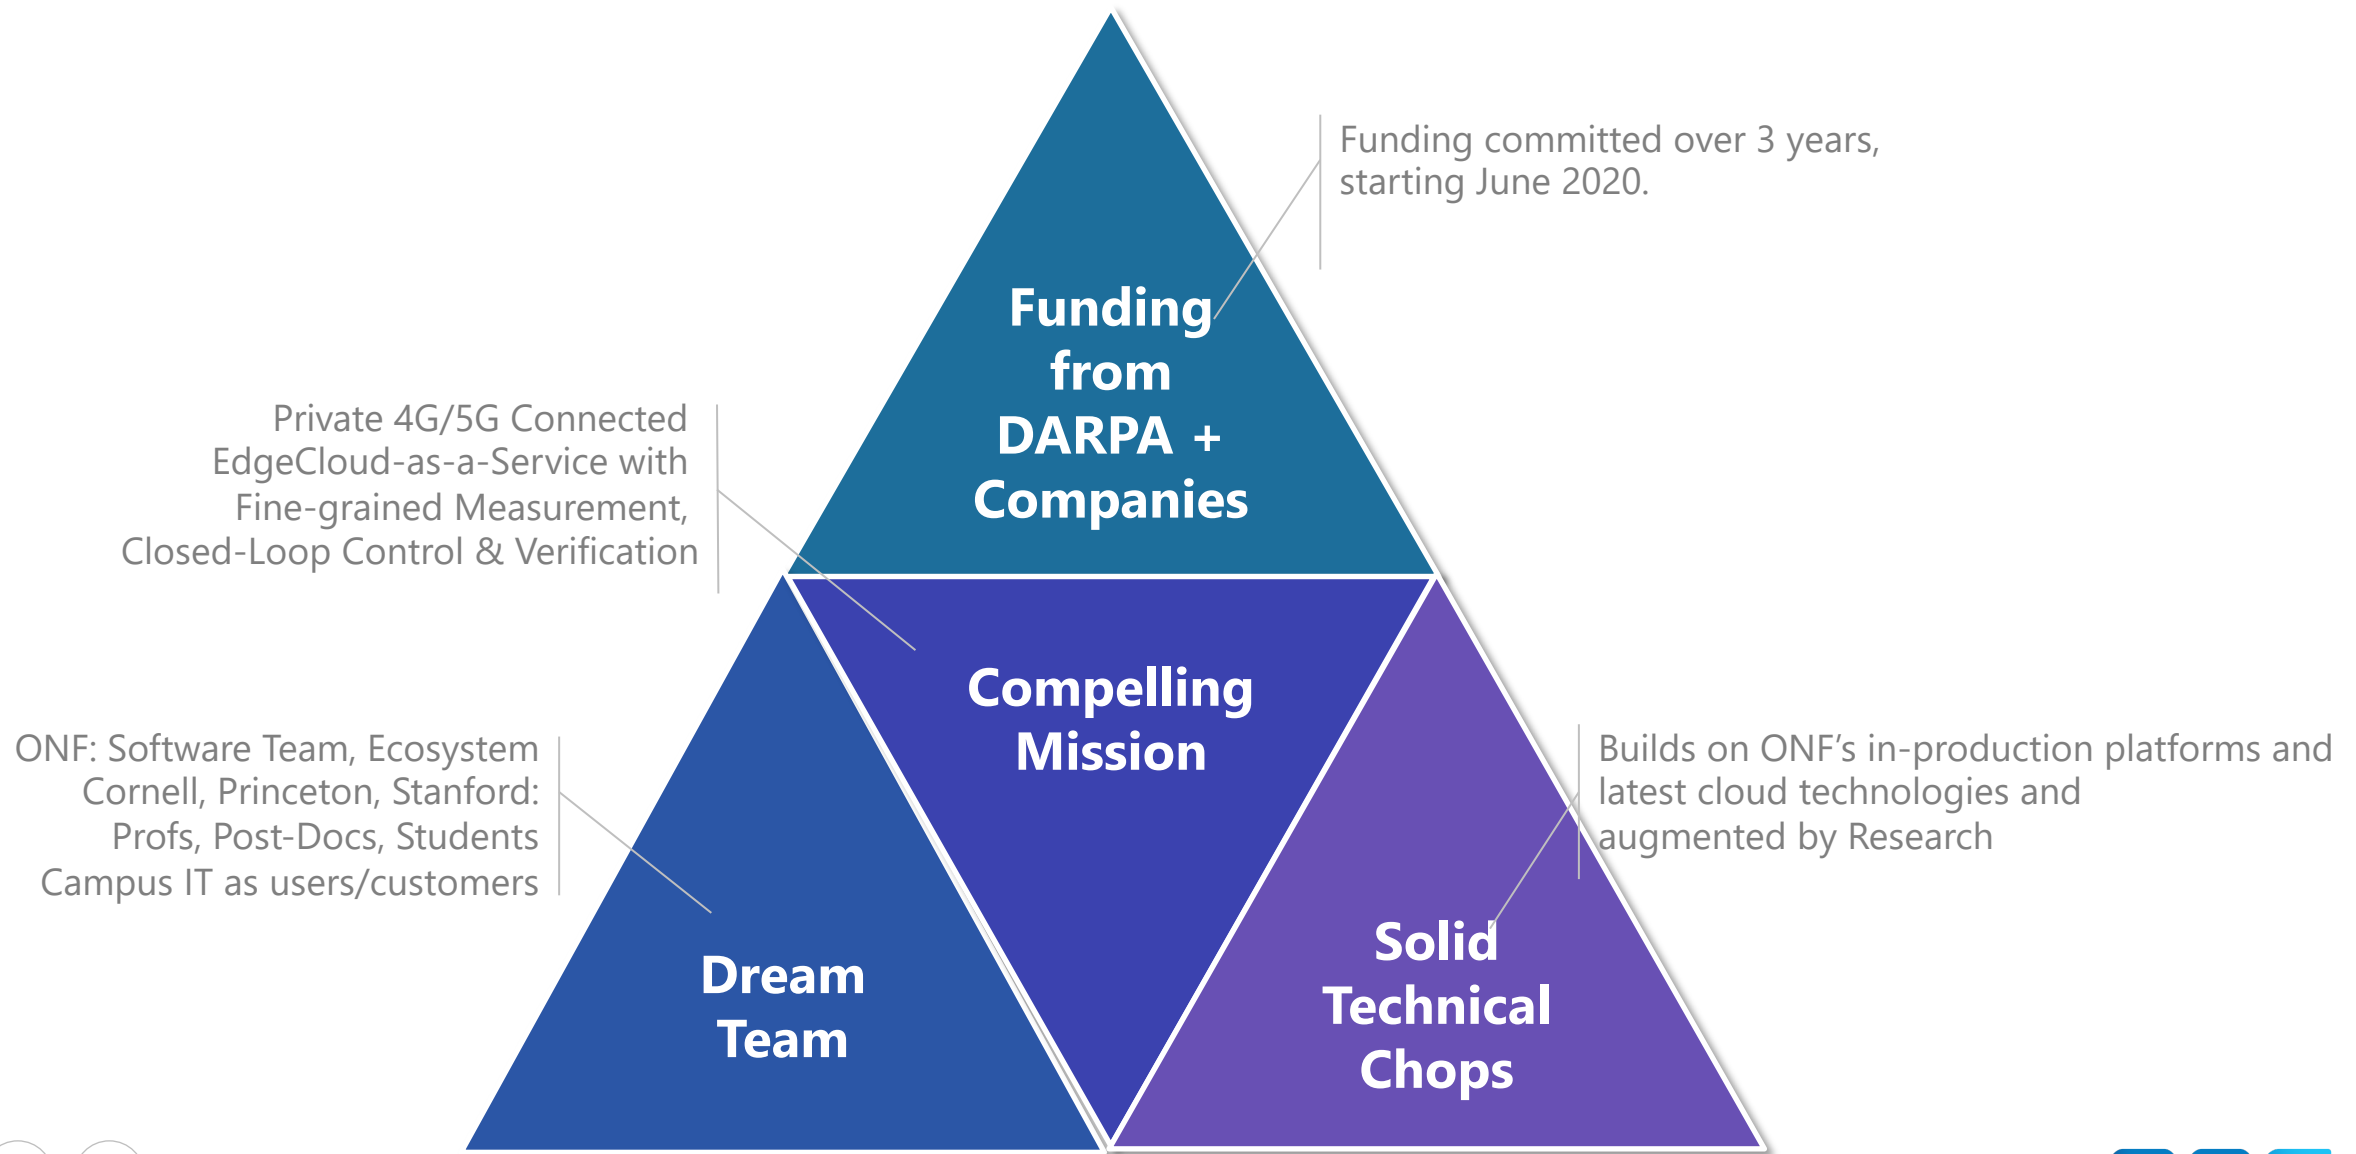 Funding committed over 3 years,
starting June 2020.
Funding
from
DARPA +
Companies
Private 4G/5G Connected
EdgeCloud-as-a-Service with
Fine-grained Measurement,
Closed-Loop Control & Verification
Compelling
Mission
ONF: Software Team, Ecosystem
Cornell, Princeton, Stanford:
Profs, Post-Docs, Students
Campus IT as users/customers
Dream
Team
Builds on ONF’s in-production platforms and
latest cloud technologies and
augmented by Research
Solid
Technical
Chops